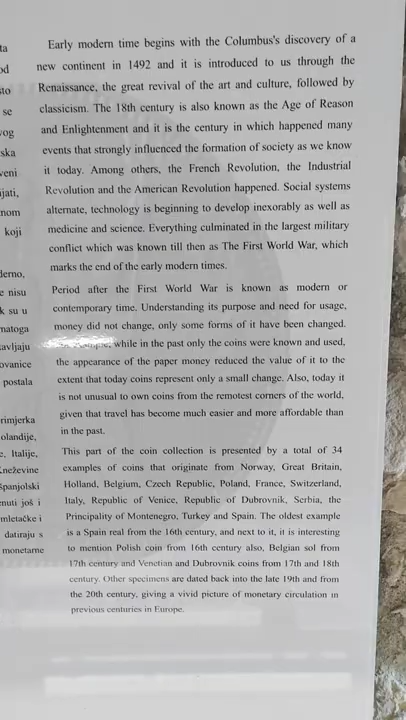 ta
od
sto
se
vog
ska
veni
ijati,
nom
koji
derno,
e nisu
k su u
matoga
avljaju
ovanice
postala
rimjerka
olandije,
e, Italije,
Kneževine
španjolski
enuti još i
mletačke i
datiraju s
monetarne
Early modern time begins with the Columbus's discovery of a
new continent in 1492 and it is introduced to us through the
Renaissance, the great revival of the art and culture, followed by
classicism. The 18th century is also known as the Age of Reason
and Enlightenment and it is the century in which happened many
events that strongly influenced the formation of society as we know
it today. Among others, the French Revolution, the Industrial
Revolution and the American Revolution happened. Social systems
alternate, technology is beginning to develop inexorably as well as
medicine and science. Everything culminated in the largest military
conflict which was known till then as The First World War, which
marks the end of the early modern times.
Period after the First World War is known as modern or
contemporary time. Understanding its purpose and need for usage,
money did not change, only some forms of it have been changed.
while in the past only the coins were known and used,
the appearance of the paper money reduced the value of it to the
extent that today coins represent only a small change. Also, today it
is not unusual to own coins from the remotest corners of the world,
given that travel has become much easier and more affordable than
in the past.
This part of the coin collection is presented by a total of 34
examples of coins that originate from Norway, Great Britain,
Holland, Belgium, Czech Republic, Poland, France, Switzerland,
Italy, Republic of Venice, Republic of Dubrovnik, Serbia, the
Principality of Montenegro, Turkey and Spain. The oldest example
is a Spain real from the 16th century, and next to it, it is interesting
to mention Polish coin from 16th century also, Belgian sol from
17th century and Venetian and Dubrovnik coins from 17th and 18th
century. Other specimens are dated back into the late 19th and from
the 20th century, giving a vivid picture of monetary circulation in
previous centuries in Europe.